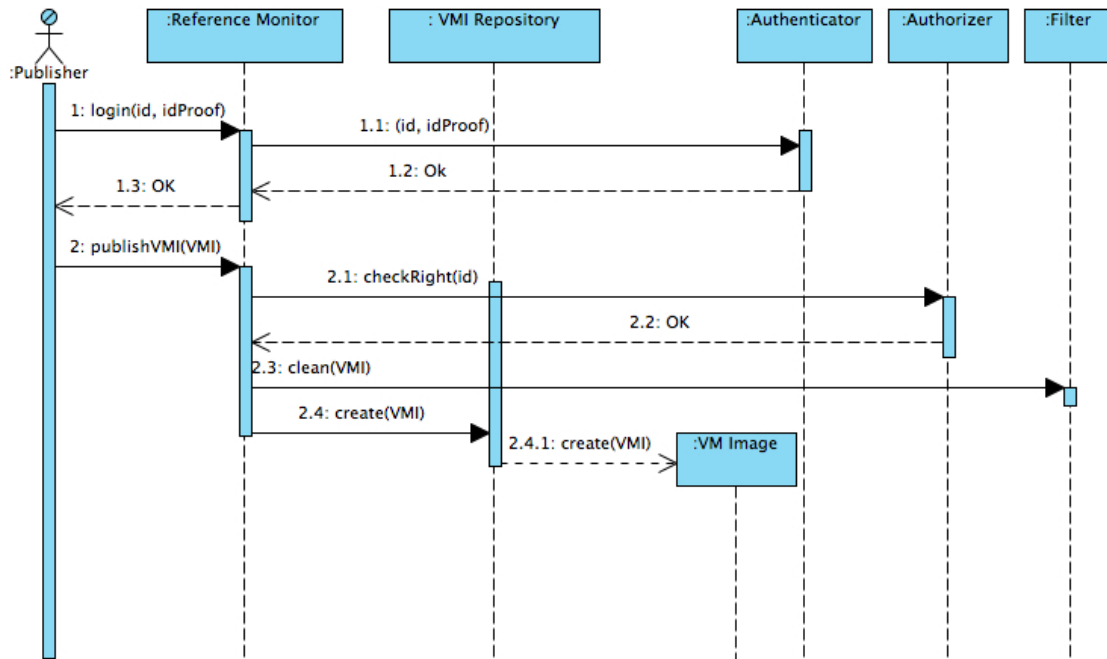 :Reference Monitor
: VMI Repository
:Authenticator
:Authorizer
:Filter
:Publisher
1: login(id, idProof)
1.1: (id, idProof)
1.2: Ok
1.3: OK
2: publishVMI(VMI)
2.1: checkRight(id)
2.2: OK
2.3: clean(VMI)
2.4: create(VMI)
2.4.1: create(VMI)
:VM Image